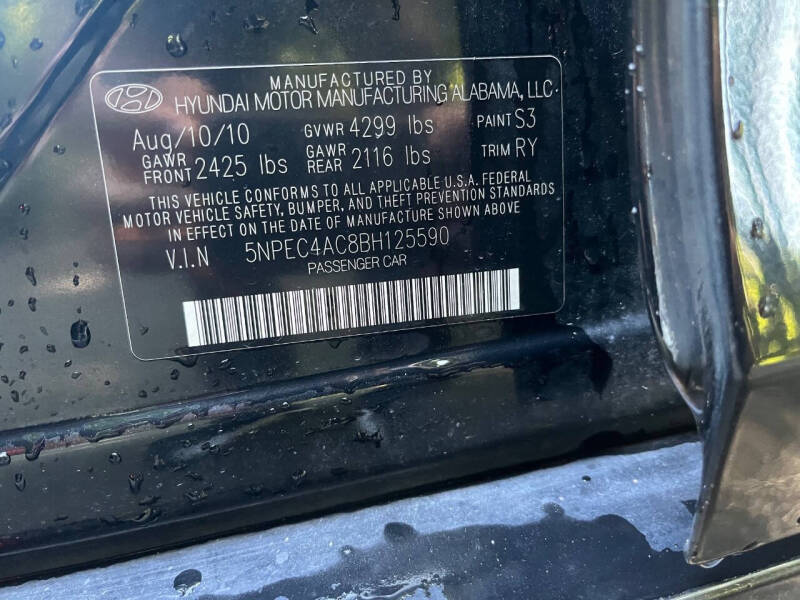 MANUFACTURED BY
HYUNDAI MOTOR MANUFACTURING ALABAMA, LLC
Aug/10/10 GVWR 4299 lbs PAINT S3
GAWR FRONT 2425 lbs GAWR REAR 2116 lbs TRIM RY
THIS VEHICLE CONFORMS TO ALL APPLICABLE U.S.A. FEDERAL
MOTOR VEHICLE SAFETY, BUMPER, AND THEFT PREVENTION STANDARDS
IN EFFECT ON THE DATE OF MANUFACTURE SHOWN ABOVE
V.I.N 5NPEC4AC8BH125590
PASSENGER CAR